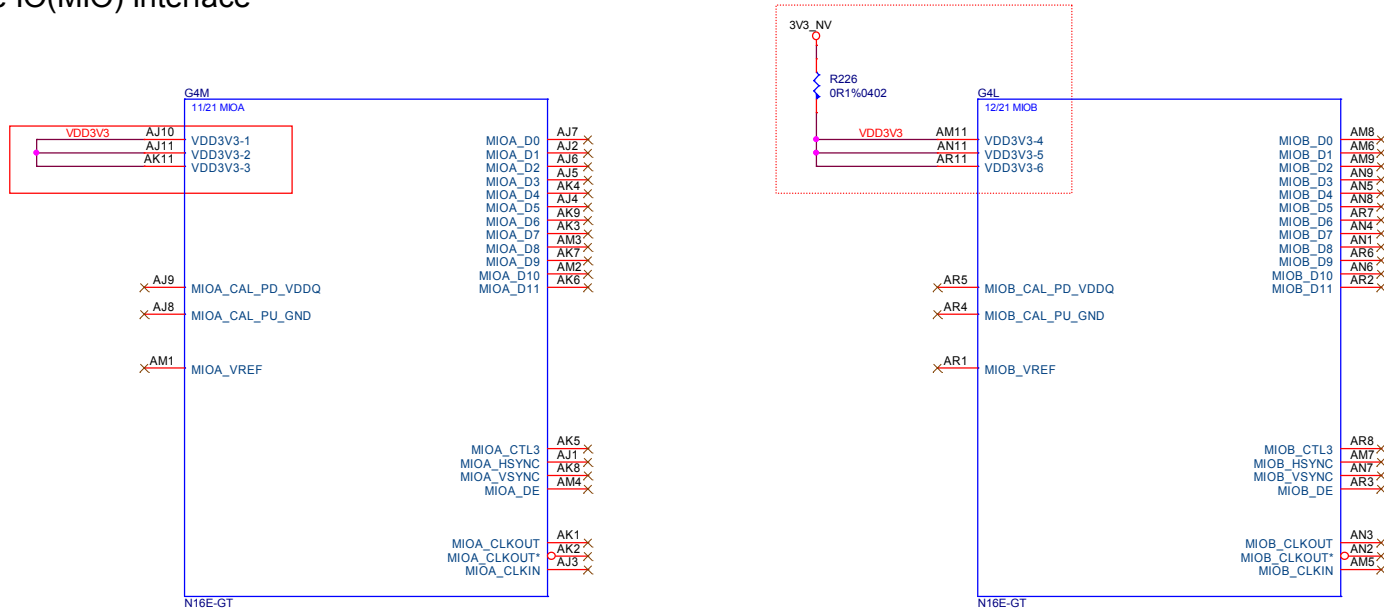 IO(MIO) interface
3V3_NV
R226
0R1%0402
G4M
11/21 MIOA
VDD3V3 AJ10 VDD3V3-1
AJ11 VDD3V3-2
AK11 VDD3V3-3
AJ9 MIOA_CAL_PD_VDDQ
AJ8 MIOA_CAL_PU_GND
AM1 MIOA_VREF
MIOA_D0 AJ7
MIOA_D1 AJ2
MIOA_D2 AJ6
MIOA_D3 AJ5
MIOA_D4 AK4
MIOA_D5 AJ4
MIOA_D6 AK9
MIOA_D7 AK3
MIOA_D8 AM3
MIOA_D9 AK7
MIOA_D10 AM2
MIOA_D11 AK6
MIOA_CTL3 AK5
MIOA_HSYNC AJ1
MIOA_VSYNC AK8
MIOA_DE AM4
MIOA_CLKOUT AK1
MIOA_CLKOUT* AK2
MIOA_CLKIN AJ3
N16E-GT
G4L
12/21 MIOB
VDD3V3 AM11 VDD3V3-4
AN11 VDD3V3-5
AR11 VDD3V3-6
AR5 MIOB_CAL_PD_VDDQ
AR4 MIOB_CAL_PU_GND
AR1 MIOB_VREF
MIOB_D0 AM8
MIOB_D1 AM6
MIOB_D2 AM9
MIOB_D3 AN9
MIOB_D4 AN5
MIOB_D5 AN8
MIOB_D6 AR7
MIOB_D7 AN4
MIOB_D8 AN1
MIOB_D9 AR6
MIOB_D10 AN6
MIOB_D11 AR2
MIOB_CTL3 AR8
MIOB_HSYNC AM7
MIOB_VSYNC AN7
MIOB_DE AR3
MIOB_CLKOUT AN3
MIOB_CLKOUT* AN2
MIOB_CLKIN AM5
N16E-GT